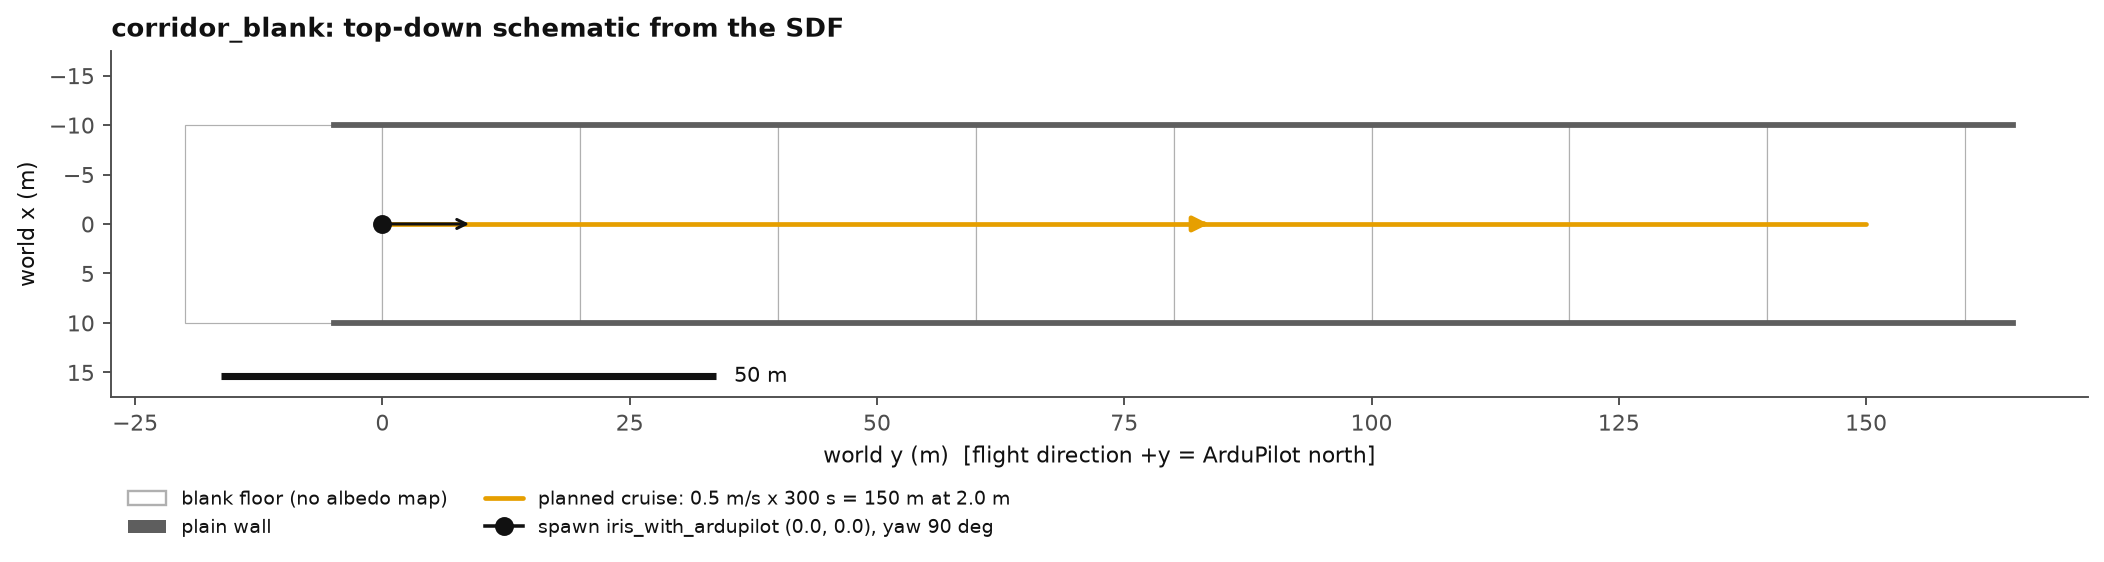 corridor_blank: top-down schematic from the SDF
world x (m)
−15
−10
−5
0
5
10
15
50 m
−25
0
25
50
75
100
125
150
world y (m)  [flight direction +y = ArduPilot north]
blank floor (no albedo map)
plain wall
planned cruise: 0.5 m/s x 300 s = 150 m at 2.0 m
spawn iris_with_ardupilot (0.0, 0.0), yaw 90 deg